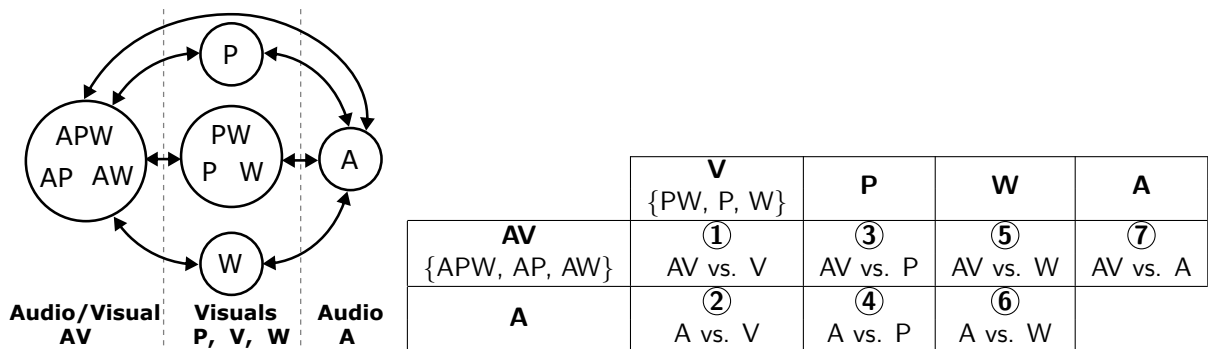 P
APW
AP AW
PW
P W
A
W
Audio/Visual
AV
Visuals
P, V, W
Audio
A
V
{PW, P, W}
P
W
A
AV
{APW, AP, AW}
①
AV vs. V
③
AV vs. P
⑤
AV vs. W
⑦
AV vs. A
A
②
A vs. V
④
A vs. P
⑥
A vs. W